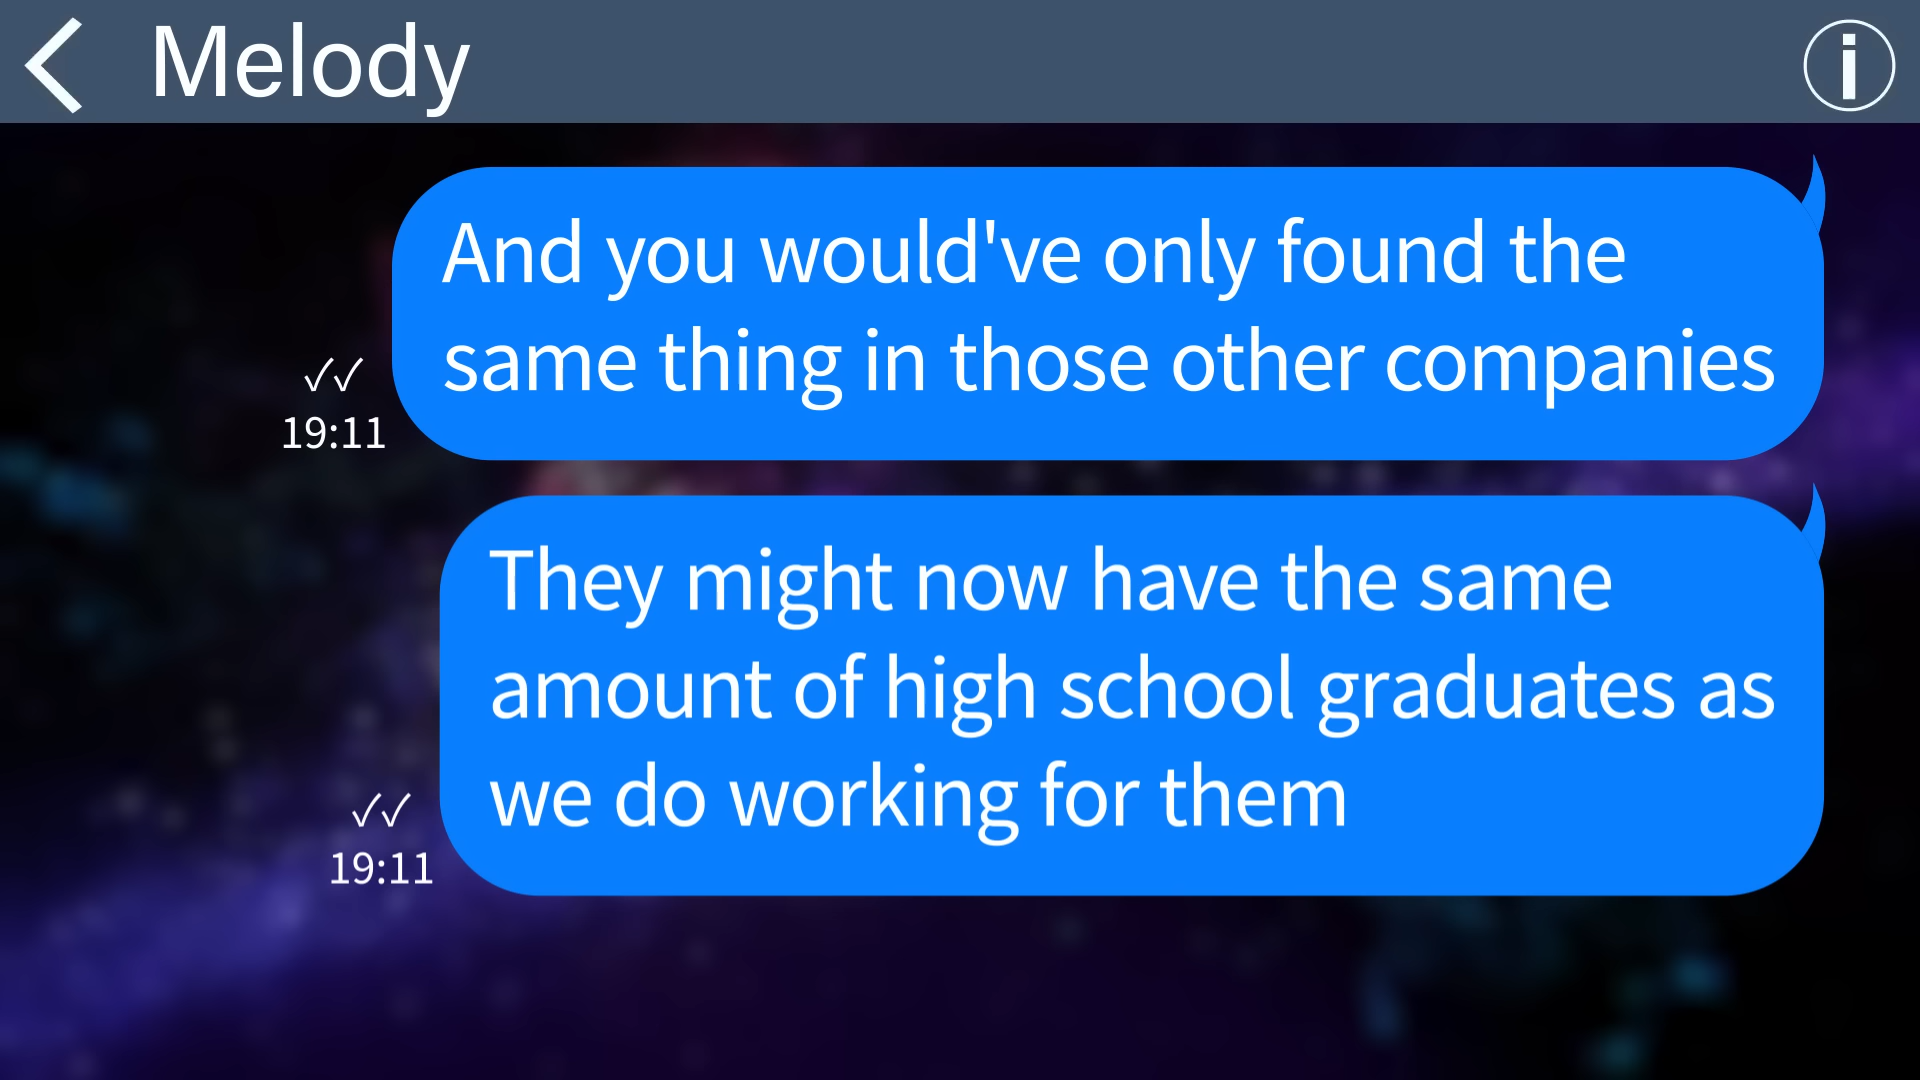 Melody
And you would've only found the
same thing in those other companies
✓✓
19:11
They might now have the same
amount of high school graduates as
we do working for them
✓✓
19:11